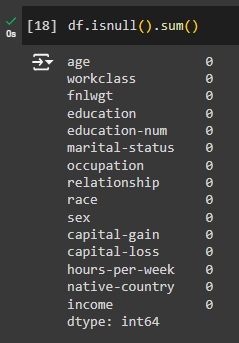 [18] df.isnull().sum()
0s
age 0
workclass 0
fnlwgt 0
education 0
education-num 0
marital-status 0
occupation 0
relationship 0
race 0
sex 0
capital-gain 0
capital-loss 0
hours-per-week 0
native-country 0
income 0
dtype: int64